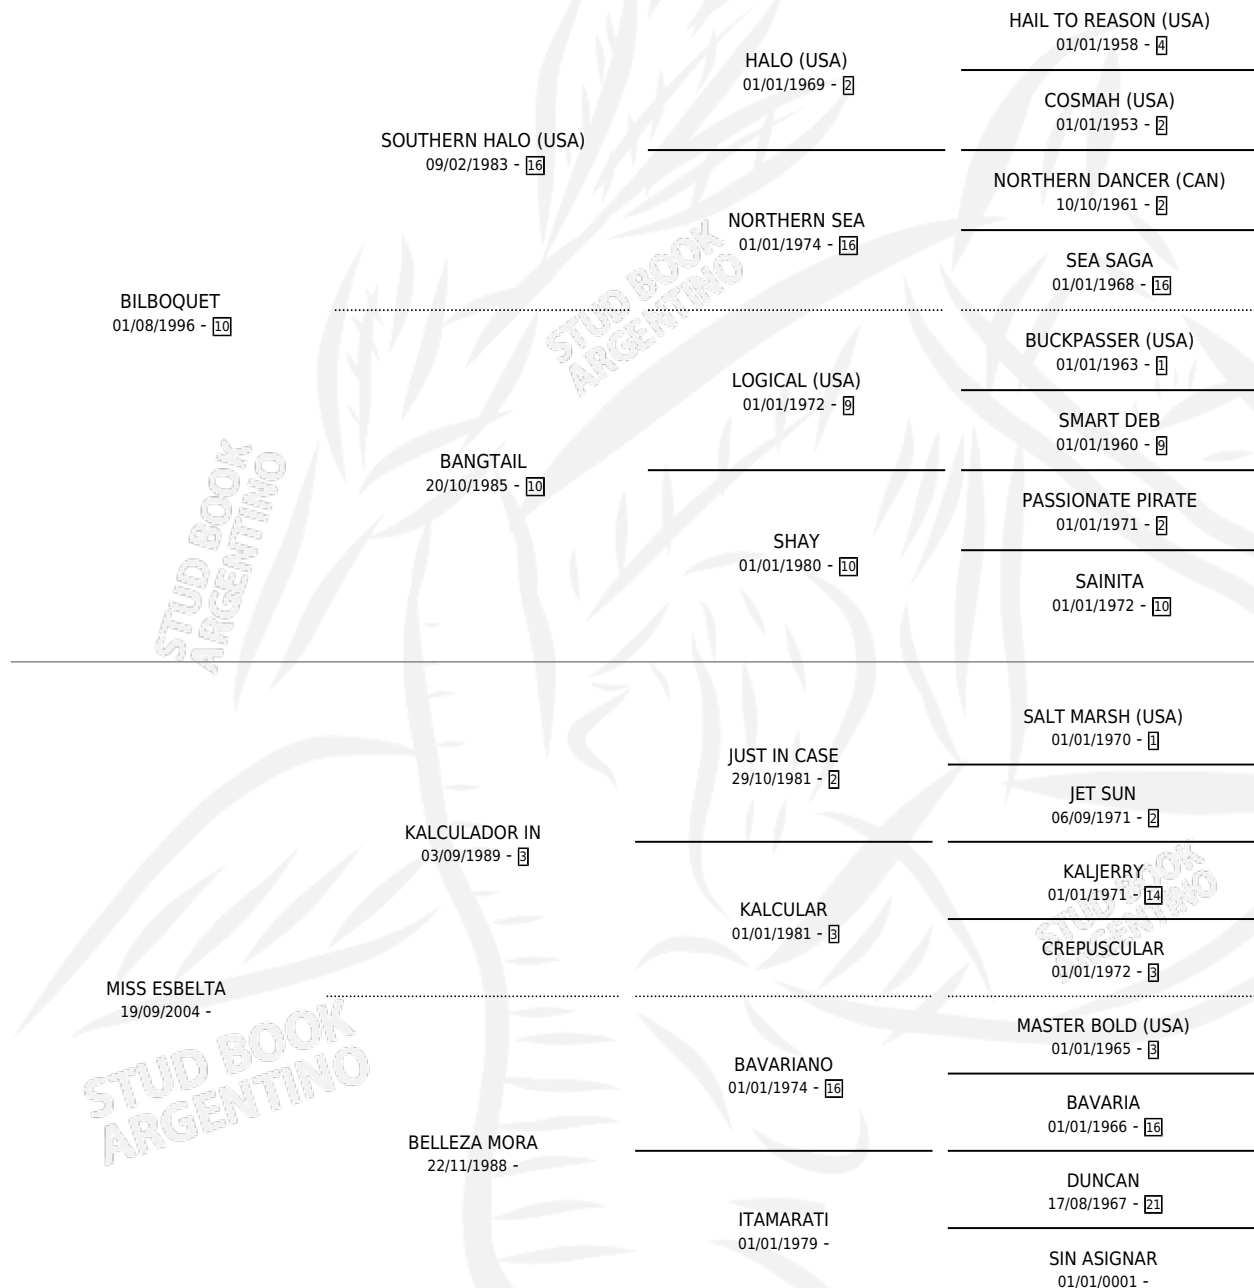 HAIL TO REASON (USA)
01/01/1958 - 4
HALO (USA)
01/01/1969 - 2
COSMAH (USA)
01/01/1953 - 2
SOUTHERN HALO (USA)
09/02/1983 - 16
NORTHERN DANCER (CAN)
10/10/1961 - 2
NORTHERN SEA
01/01/1974 - 16
SEA SAGA
01/01/1968 - 16
BILBOQUET
01/08/1996 - 10
BUCKPASSER (USA)
01/01/1963 - 1
LOGICAL (USA)
01/01/1972 - 9
SMART DEB
01/01/1960 - 9
BANGTAIL
20/10/1985 - 10
PASSIONATE PIRATE
01/01/1971 - 2
SHAY
01/01/1980 - 10
SAINITA
01/01/1972 - 10
SALT MARSH (USA)
01/01/1970 - 1
JUST IN CASE
29/10/1981 - 2
JET SUN
06/09/1971 - 2
KALCULADOR IN
03/09/1989 - 3
KALJERRY
01/01/1971 - 14
KALCULAR
01/01/1981 - 3
CREPUSCULAR
01/01/1972 - 3
MISS ESBELTA
19/09/2004 -
MASTER BOLD (USA)
01/01/1965 - 3
BAVARIANO
01/01/1974 - 16
BAVARIA
01/01/1966 - 16
BELLEZA MORA
22/11/1988 -
DUNCAN
17/08/1967 - 21
ITAMARATI
01/01/1979 -
SIN ASIGNAR
01/01/0001 -
STUD BOOK
ARGENTINO
STUD BOOK
ARGENTINO
STUD BOOK
ARGENTINO
STUD BOOK
ARGENTINO